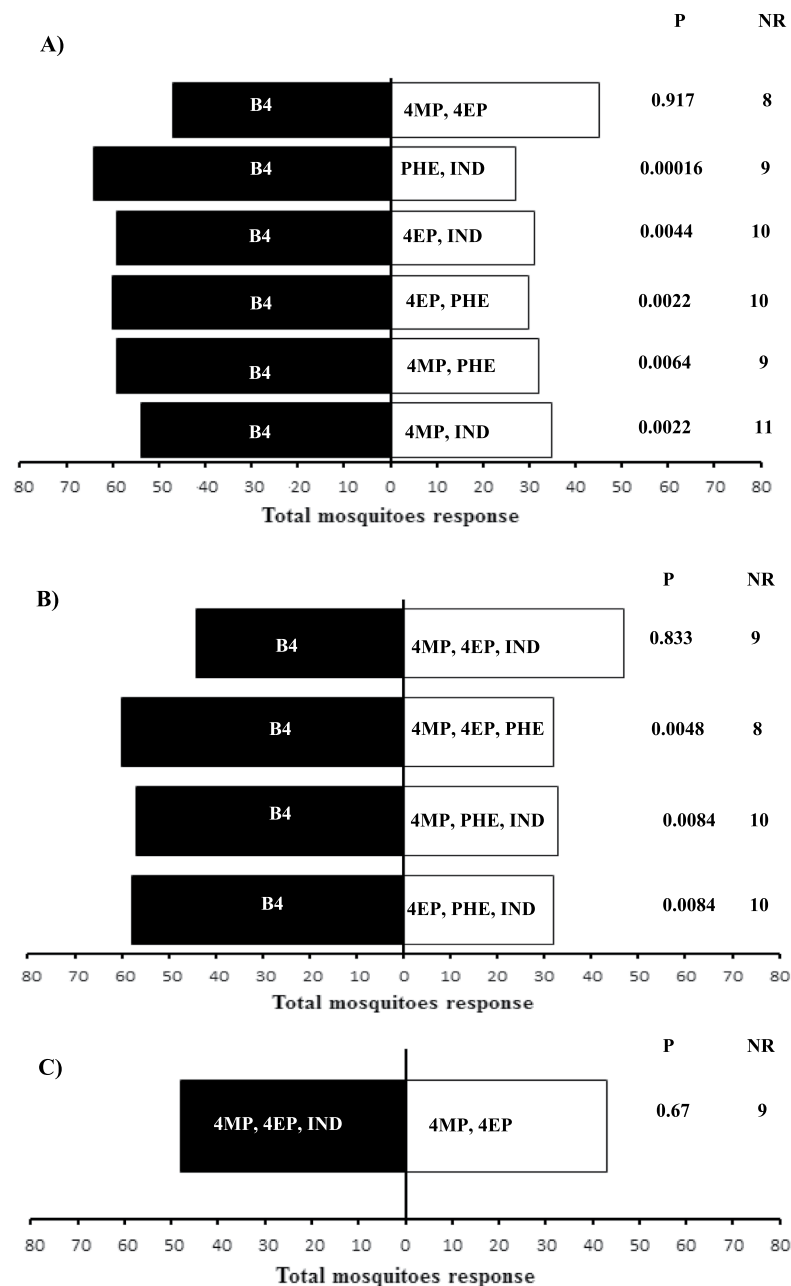 P NR
A)
B4 4MP, 4EP 0.917 8
B4 PHE, IND 0.00016 9
B4 4EP, IND 0.0044 10
B4 4EP, PHE 0.0022 10
B4 4MP, PHE 0.0064 9
B4 4MP, IND 0.0022 11
80 70 60 50 40 30 20 10 0 10 20 30 40 50 60 70 80
Total mosquitoes response
P NR
B)
B4 4MP, 4EP, IND 0.833 9
B4 4MP, 4EP, PHE 0.0048 8
B4 4MP, PHE, IND 0.0084 10
B4 4EP, PHE, IND 0.0084 10
80 70 60 50 40 30 20 10 0 10 20 30 40 50 60 70 80
Total mosquitoes response
P NR
C)
4MP, 4EP, IND 4MP, 4EP 0.67 9
80 70 60 50 40 30 20 10 0 10 20 30 40 50 60 70 80
Total mosquitoes response